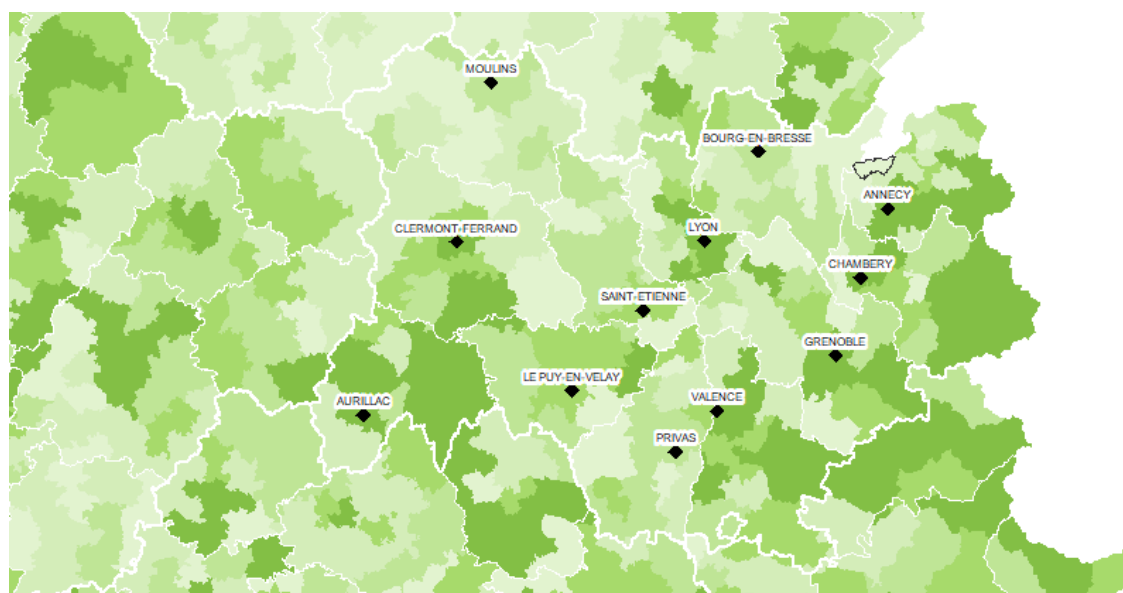 MOULINS
BOURG-EN-BRESSE
ANNECY
CLERMONT-FERRAND
LYON
CHAMBERY
SAINT-ETIENNE
GRENOBLE
LE PUY-EN-VELAY
AURILLAC
VALENCE
PRIVAS